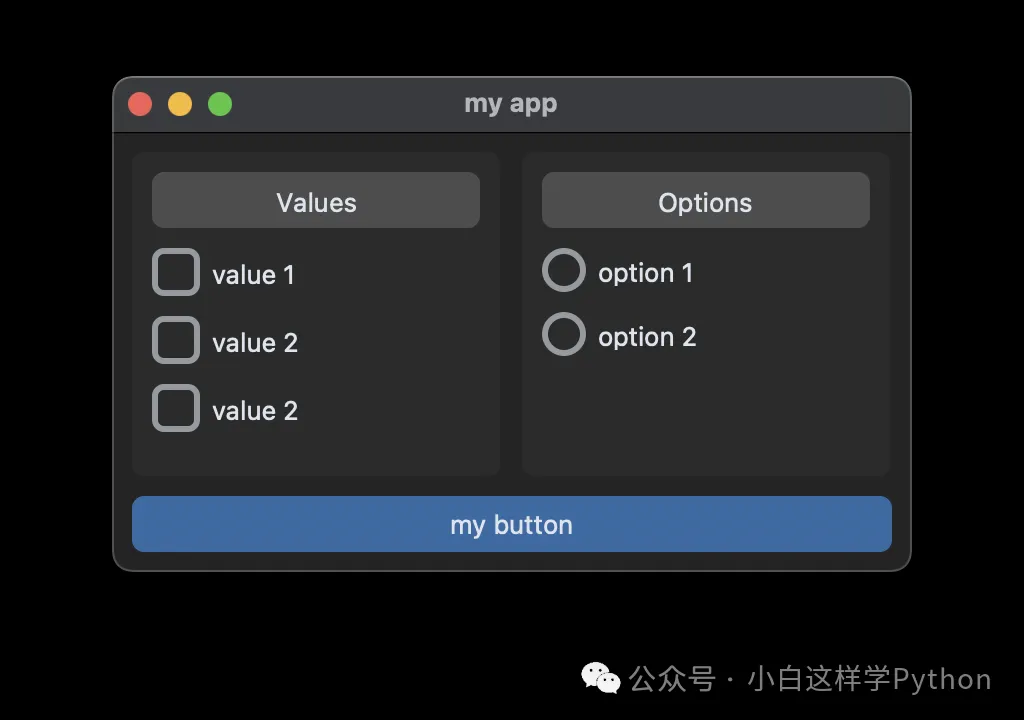 my app
Values
value 1
value 2
value 2
Options
option 1
option 2
my button
公众号 · 小白这样学Python